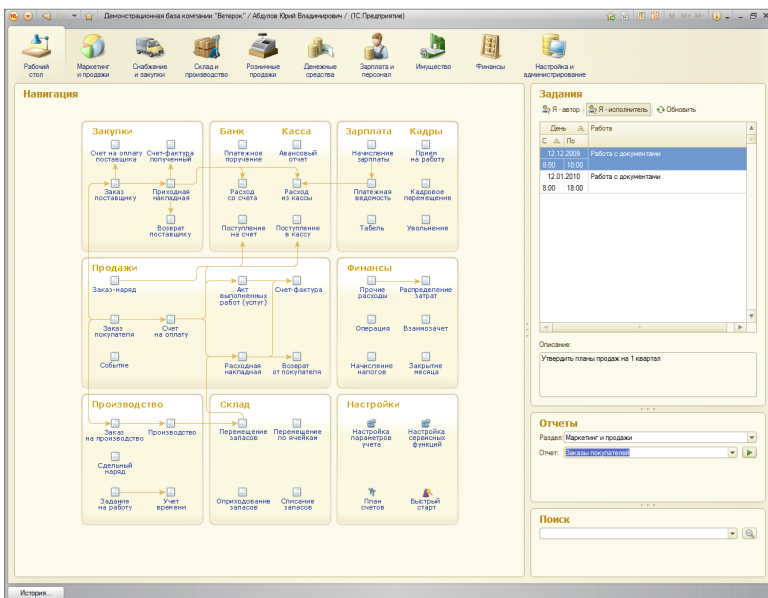 Демонстрационная база компании "Ветерок" / Абдулов Юрий Владимирович / (1С:Предприятие)
M M+ M-
Рабочий стол
Маркетинг и продажи
Снабжение и закупки
Склад и производство
Розничные продажи
Денежные средства
Зарплата и персонал
Имущество
Финансы
Настройка и администрирование
Навигация
Закупки
Счет на оплату поставщика
Счет-фактура полученный
Заказ поставщику
Приходная накладная
Возврат поставщику
Банк Касса
Платежное поручение
Авансовый отчет
Расход со счета
Расход из кассы
Поступление на счет
Поступление в кассу
Зарплата Кадры
Начисление зарплаты
Прием на работу
Платежная ведомость
Кадровое перемещение
Табель
Увольнение
Продажи
Заказ-наряд
Акт выполненных работ (услуг)
Счет-фактура
Заказ покупателя
Счет на оплату
Событие
Расходная накладная
Возврат от покупателя
Финансы
Прочие расходы
Распределение затрат
Операция
Взаимозачет
Начисление налогов
Закрытие месяца
Производство
Заказ на производство
Производство
Сдельный наряд
Задание на работу
Учет времени
Склад
Перемещение запасов
Перемещение по ячейкам
Оприходование запасов
Списание запасов
Настройки
Настройка параметров учета
Настройка сервисных функций
План счетов
Быстрый старт
Задания
Я - автор
Я - исполнитель
Обновить
День Работа
С По
12.12.2009 Работа с документами
8:00 10:00
12.01.2010 Работа с документами
8:00 18:00
Описание:
Утвердить планы продаж на 1 квартал
Отчеты
Раздел: Маркетинг и продажи
Отчет: Заказы покупателей
Поиск
История...